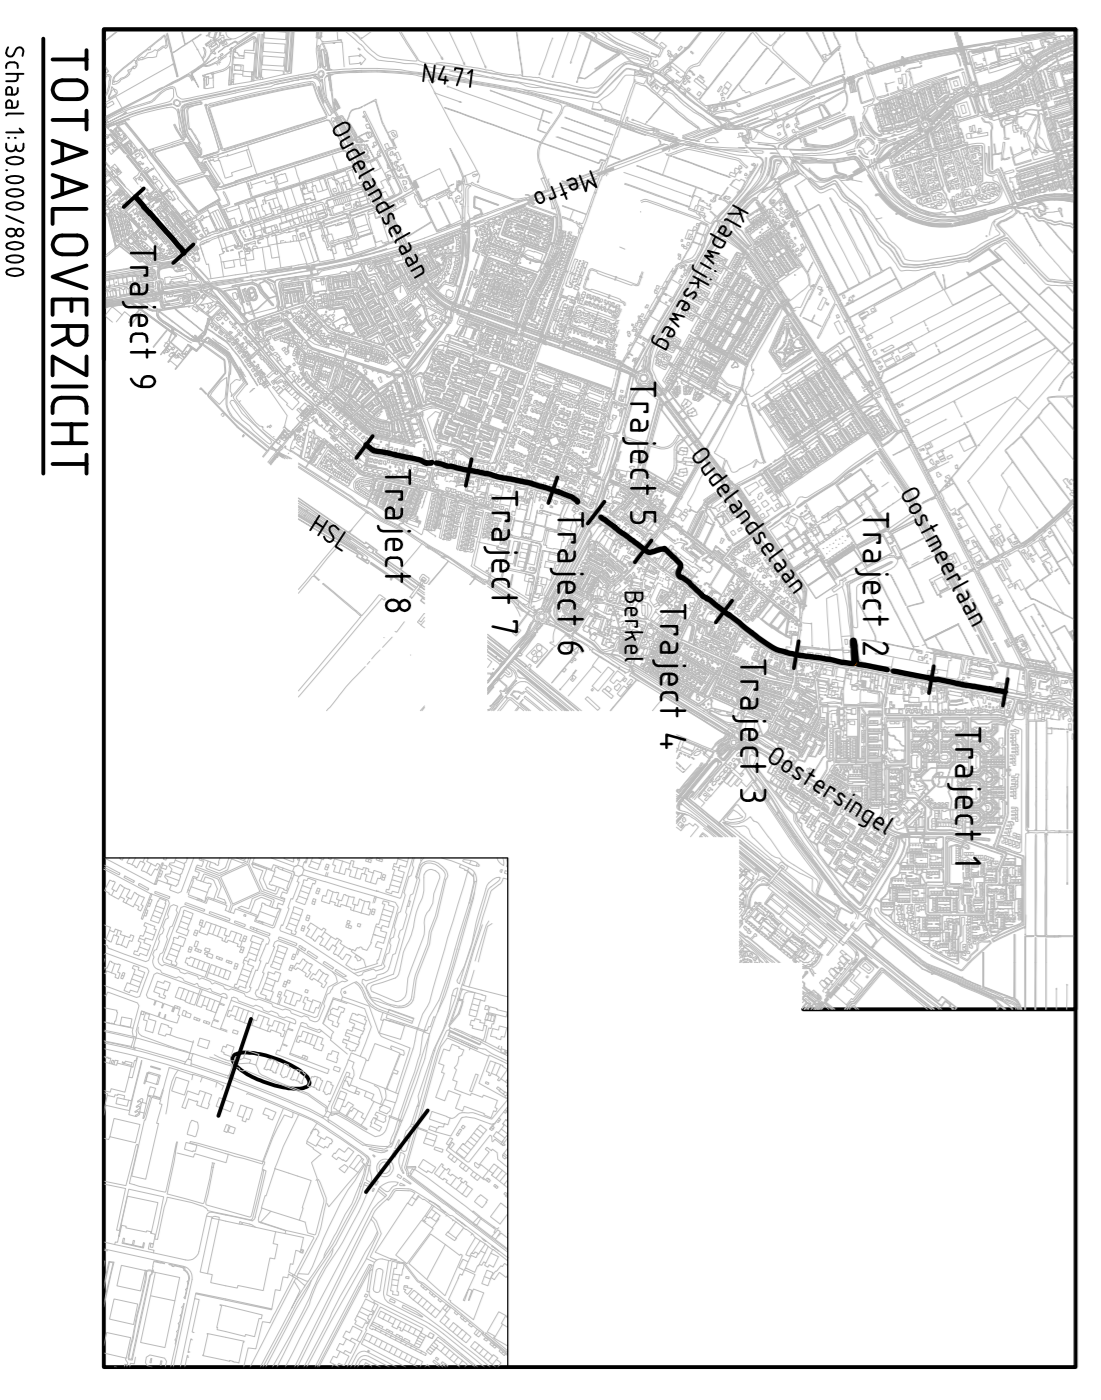 TOTAALOVERZICHT
Schaal 1:30.000/8000
N471
Oudelandselaan
Metro
Klapwijkseweg
Traject 9
Traject 5
Oudelandselaan
Oostmeerlaan
Traject 2
Traject 8
HSL
Traject 7
Traject 6
Berkel
Traject 4
Traject 3
Oostersingel
Traject 1